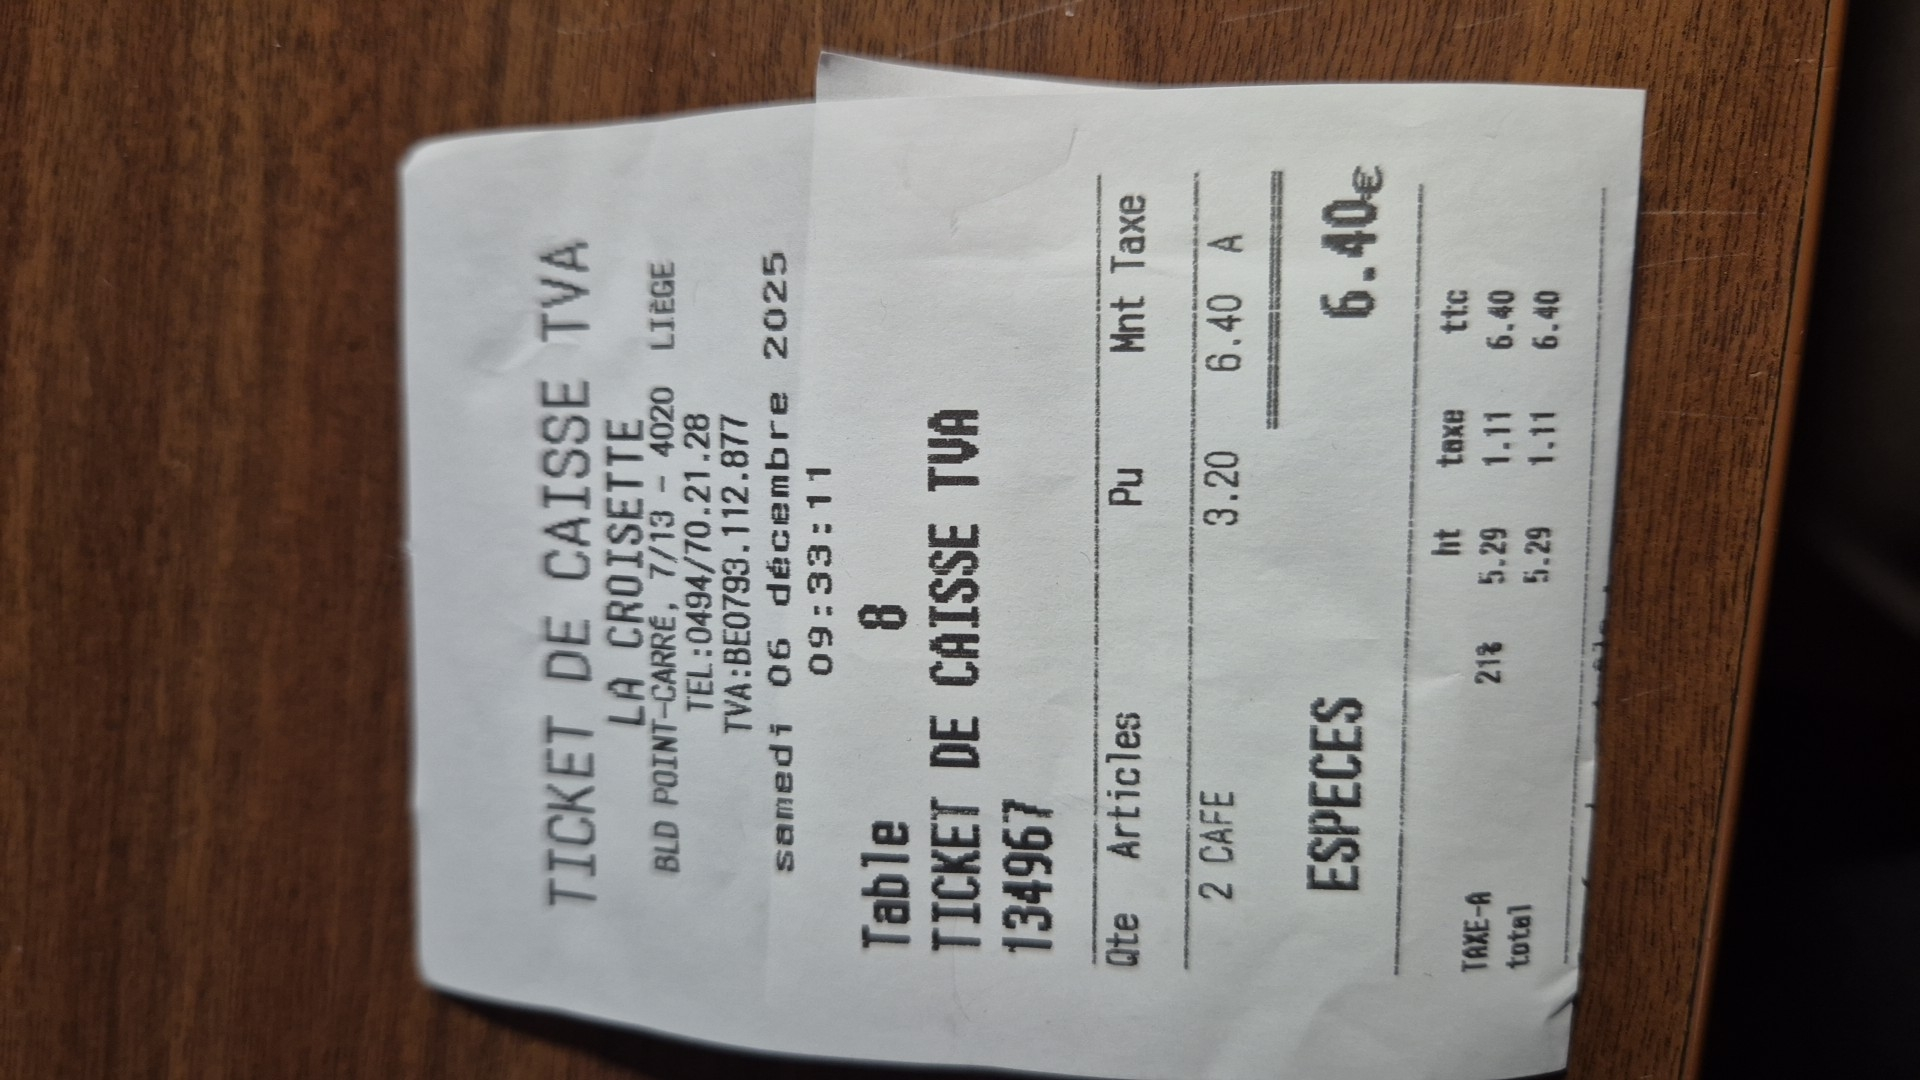 TICKET DE CAISSE TVA
LA CROISETTE
BLD POINT-CARRÉ, 7/13 - 4020 LIÈGE
TEL:0494/70.21.28
TVA:BE0793.112.877
samedi 06 décembre 2025
09:33:11
Table 8
TICKET DE CAISSE TVA
134967
Qte Articles Pu Mnt Taxe
2 CAFE 3.20 6.40 A
ESPECES 6.40€
ht taxe ttc
TAXE-A 21% 5.29 1.11 6.40
total 5.29 1.11 6.40